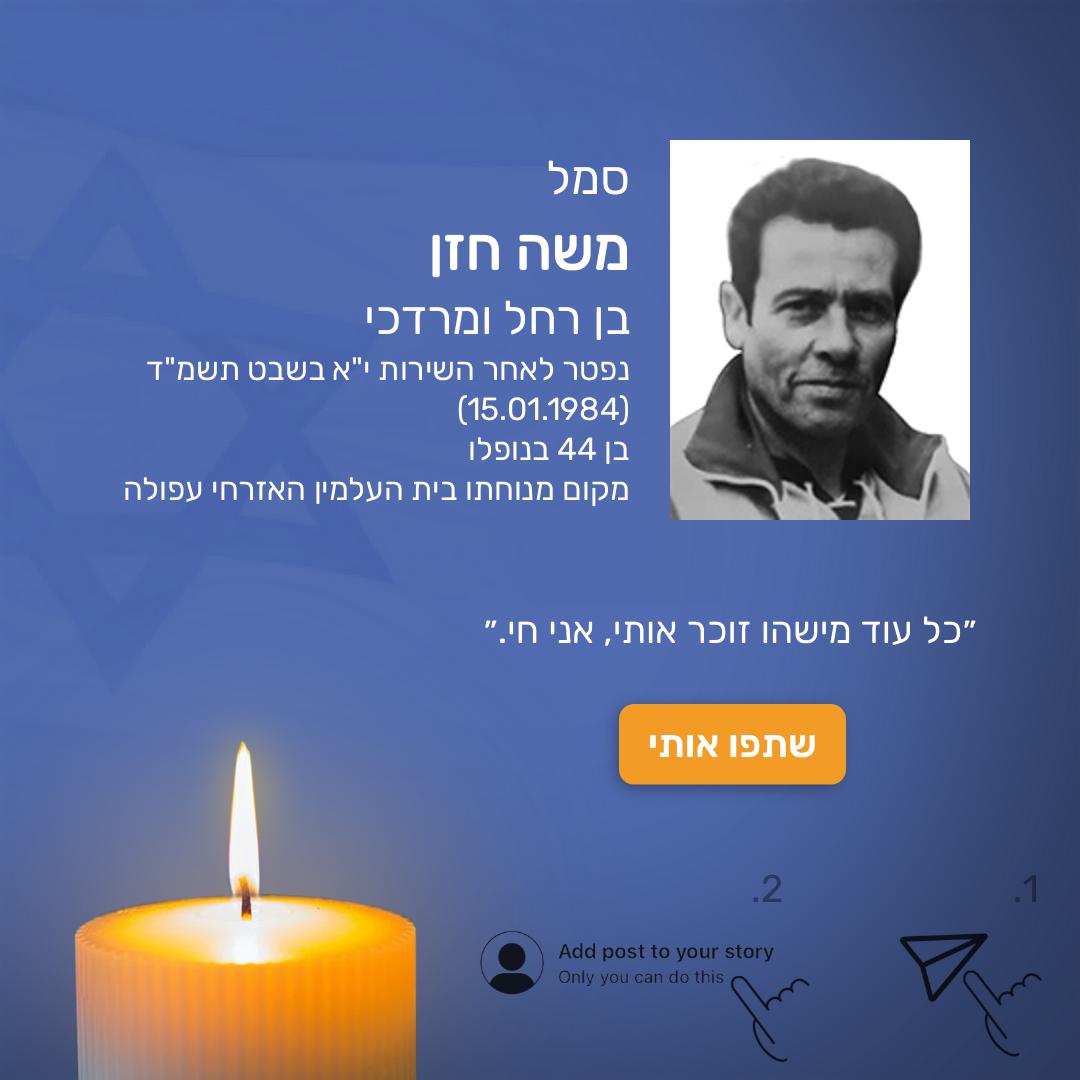 סמל
משה חזן
בן רחל ומרדכי
נפטר לאחר השירות י"א בשבט תשמ"ד
(15.01.1984)
בן 44 בנופלו
מקום מנוחתו בית העלמין האזרחי עפולה
״כל עוד מישהו זוכר אותי, אני חי.״
שתפו אותי
1.
2.
Add post to your story
Only you can do this